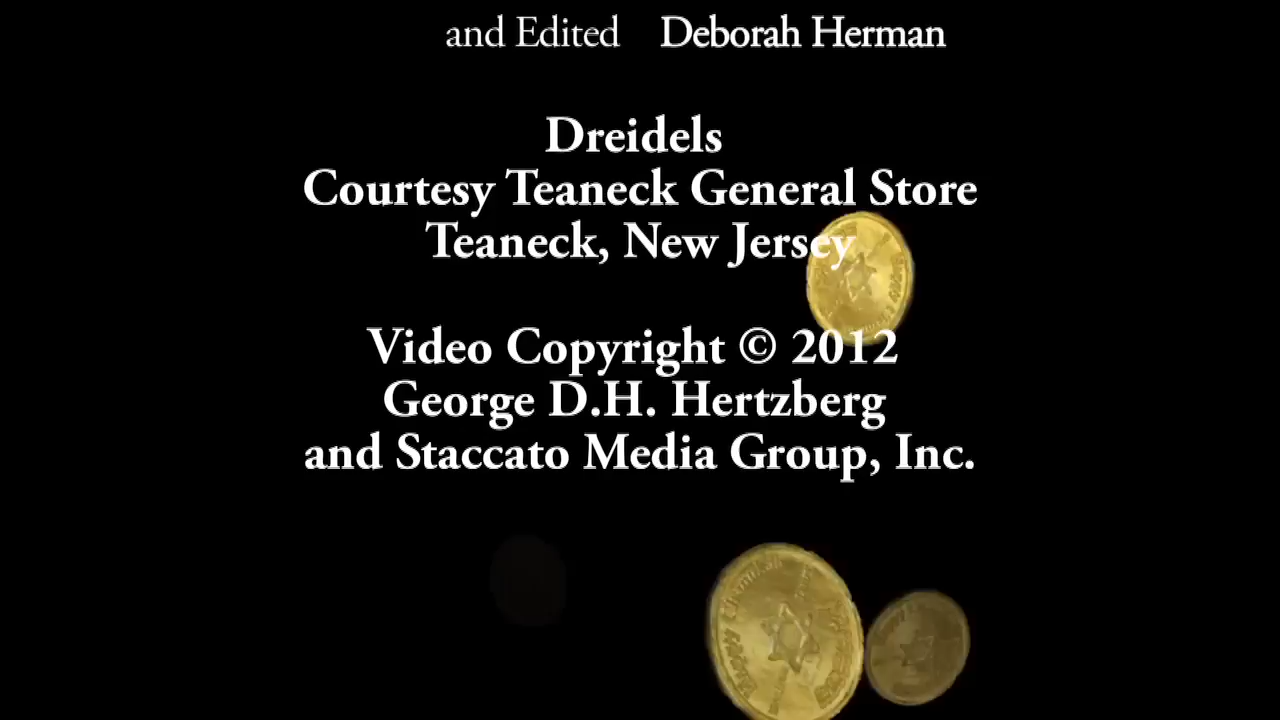 and Edited Deborah Herman
Dreidels
Courtesy Teaneck General Store
Teaneck, New Jersey
Video Copyright © 2012
George D.H. Hertzberg
and Staccato Media Group, Inc.